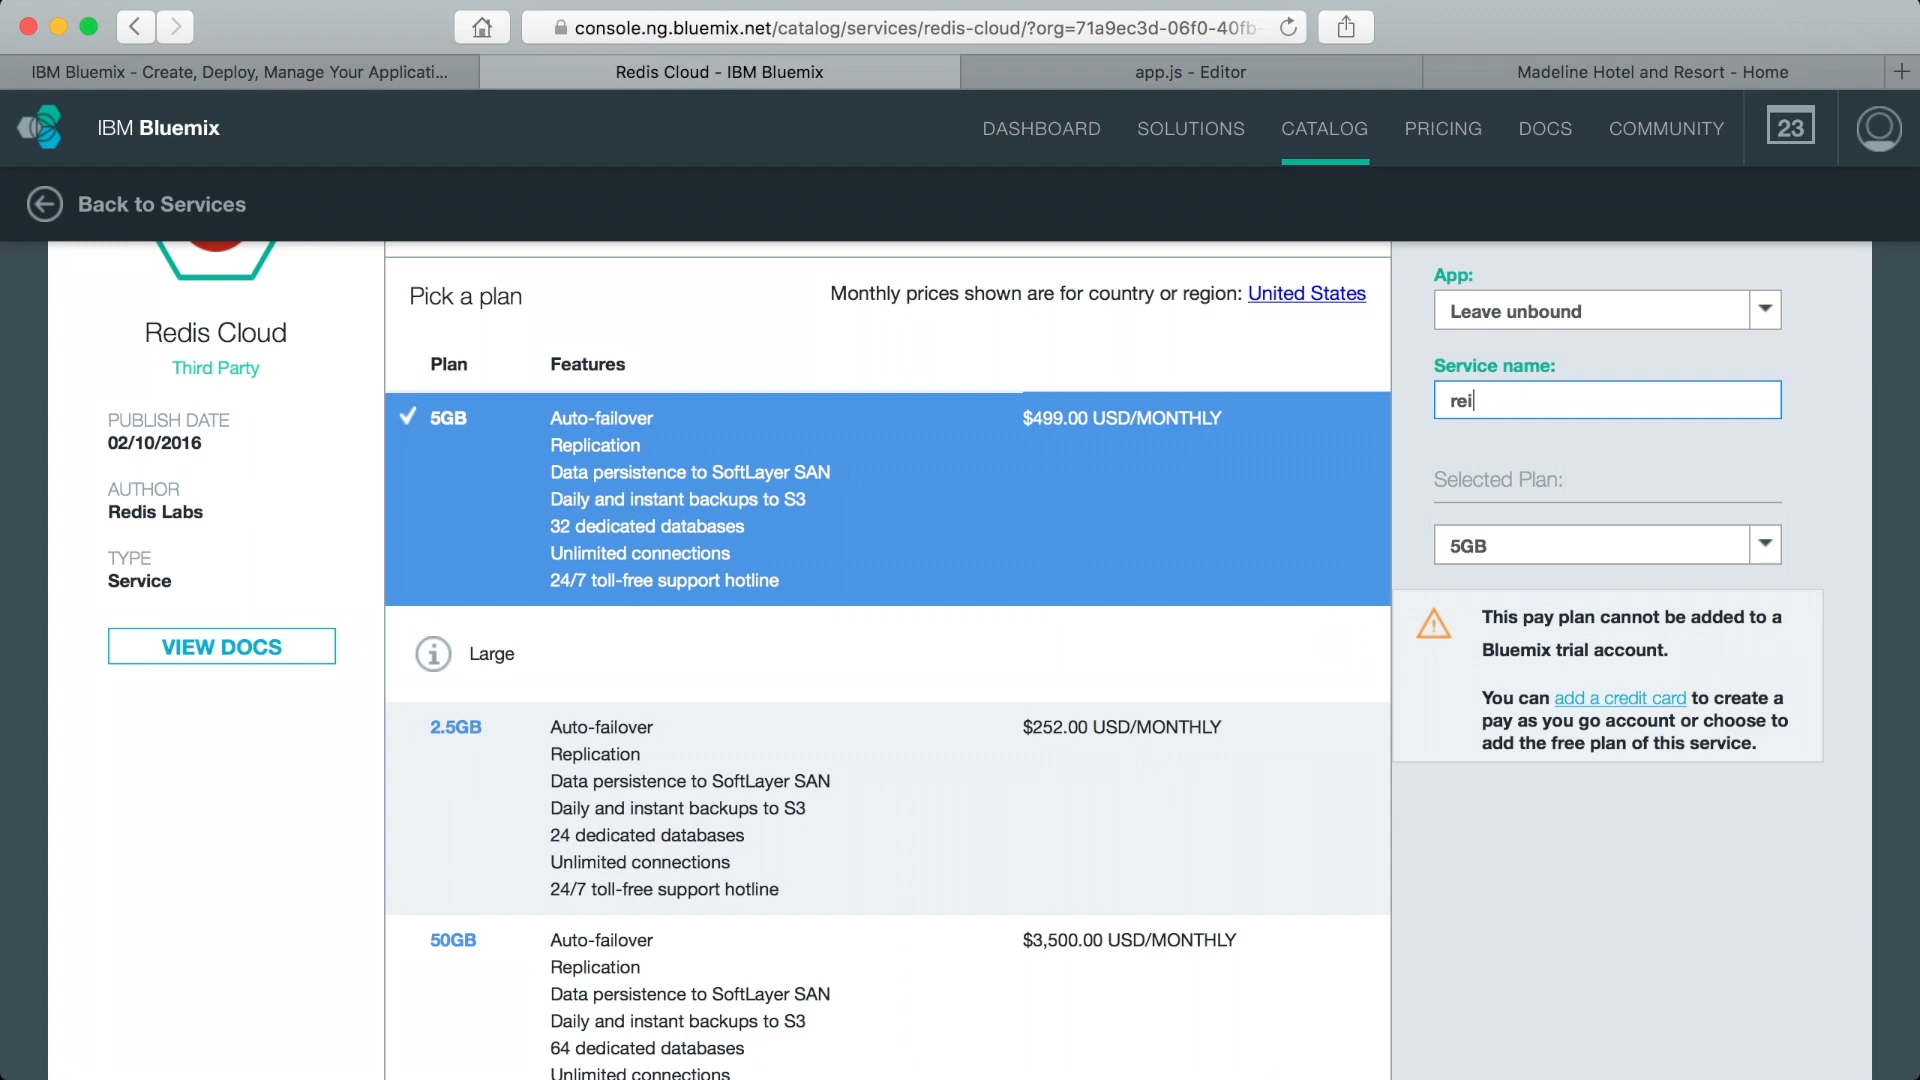 console.ng.bluemix.net/catalog/services/redis-cloud/?org=71a9ec3d-06f0-40fb-
IBM Bluemix - Create, Deploy, Manage Your Applicati...
Redis Cloud - IBM Bluemix
app.js - Editor
Madeline Hotel and Resort - Home
IBM Bluemix
DASHBOARD
SOLUTIONS
CATALOG
PRICING
DOCS
COMMUNITY
23
Back to Services
Redis Cloud
Third Party
PUBLISH DATE
02/10/2016
AUTHOR
Redis Labs
TYPE
Service
VIEW DOCS
Pick a plan
Monthly prices shown are for country or region: United States
Plan
Features
5GB
Auto-failover
$499.00 USD/MONTHLY
Replication
Data persistence to SoftLayer SAN
Daily and instant backups to S3
32 dedicated databases
Unlimited connections
24/7 toll-free support hotline
Large
2.5GB
Auto-failover
$252.00 USD/MONTHLY
Replication
Data persistence to SoftLayer SAN
Daily and instant backups to S3
24 dedicated databases
Unlimited connections
24/7 toll-free support hotline
50GB
Auto-failover
$3,500.00 USD/MONTHLY
Replication
Data persistence to SoftLayer SAN
Daily and instant backups to S3
64 dedicated databases
Unlimited connections
App:
Leave unbound
Service name:
rei
Selected Plan:
5GB
This pay plan cannot be added to a
Bluemix trial account.
You can add a credit card to create a
pay as you go account or choose to
add the free plan of this service.